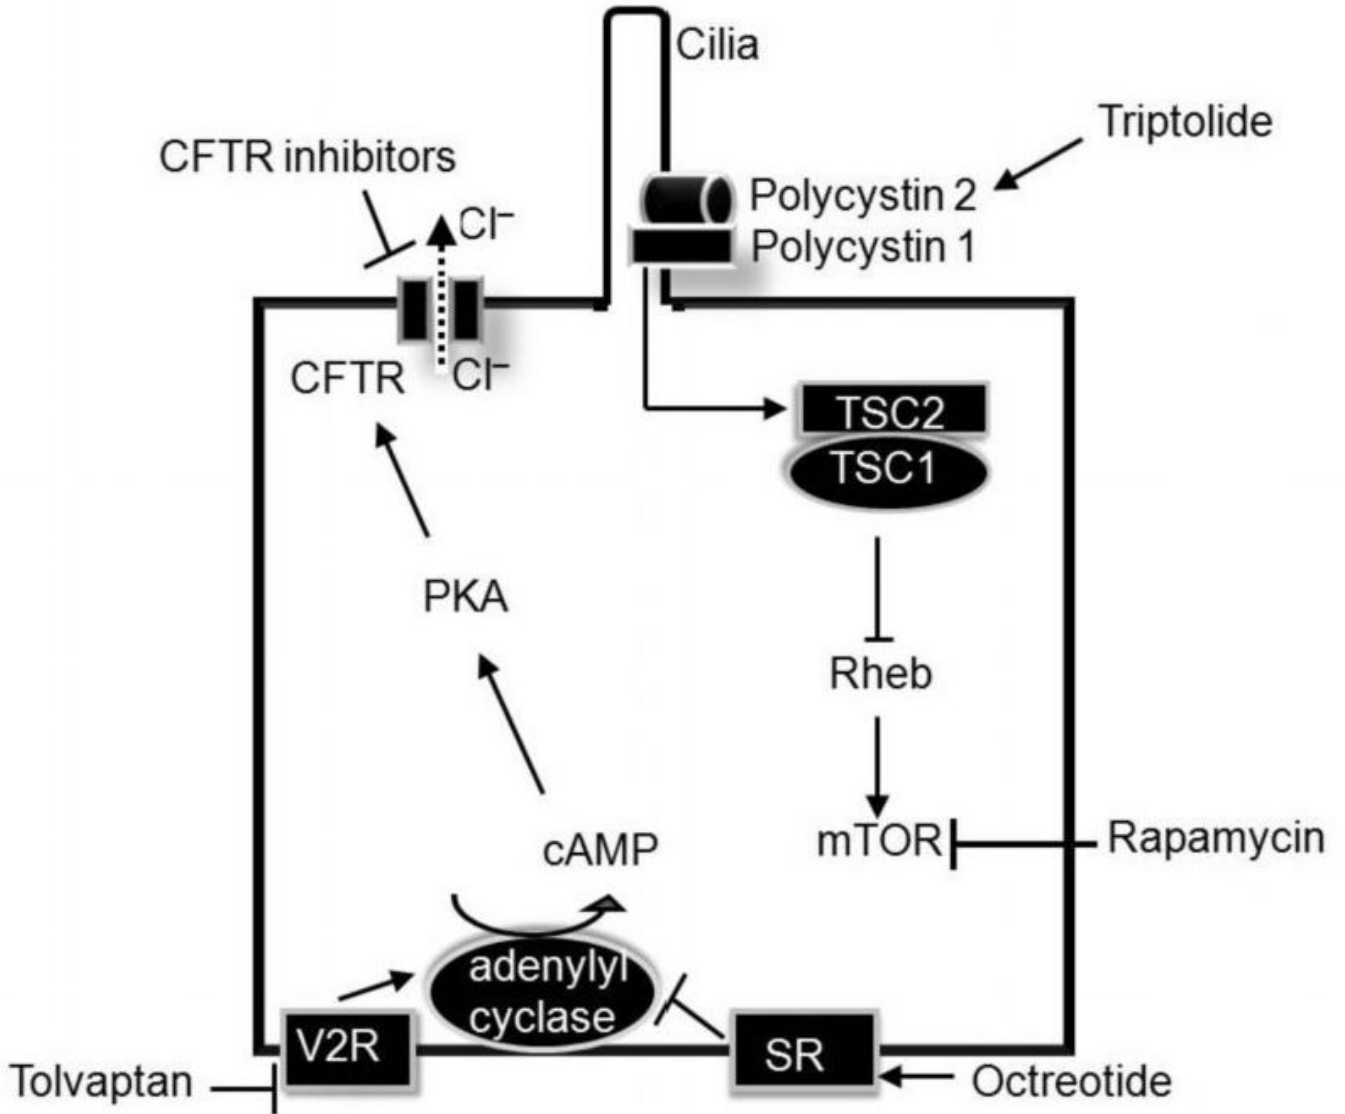 Cilia
Triptolide
CFTR inhibitors
Cl–
Polycystin 2
Polycystin 1
CFTR
Cl–
TSC2
TSC1
PKA
Rheb
cAMP
mTOR
Rapamycin
adenylyl
cyclase
V2R
SR
Tolvaptan
Octreotide